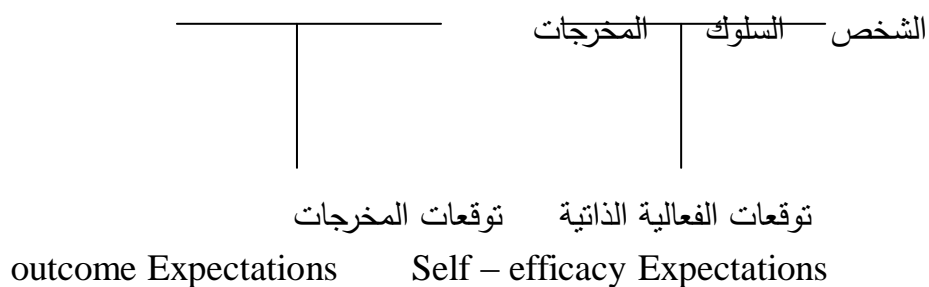 الشخص السلوك المخرجات
توقعات الفعالية الذاتية توقعات المخرجات
outcome Expectations Self – efficacy Expectations